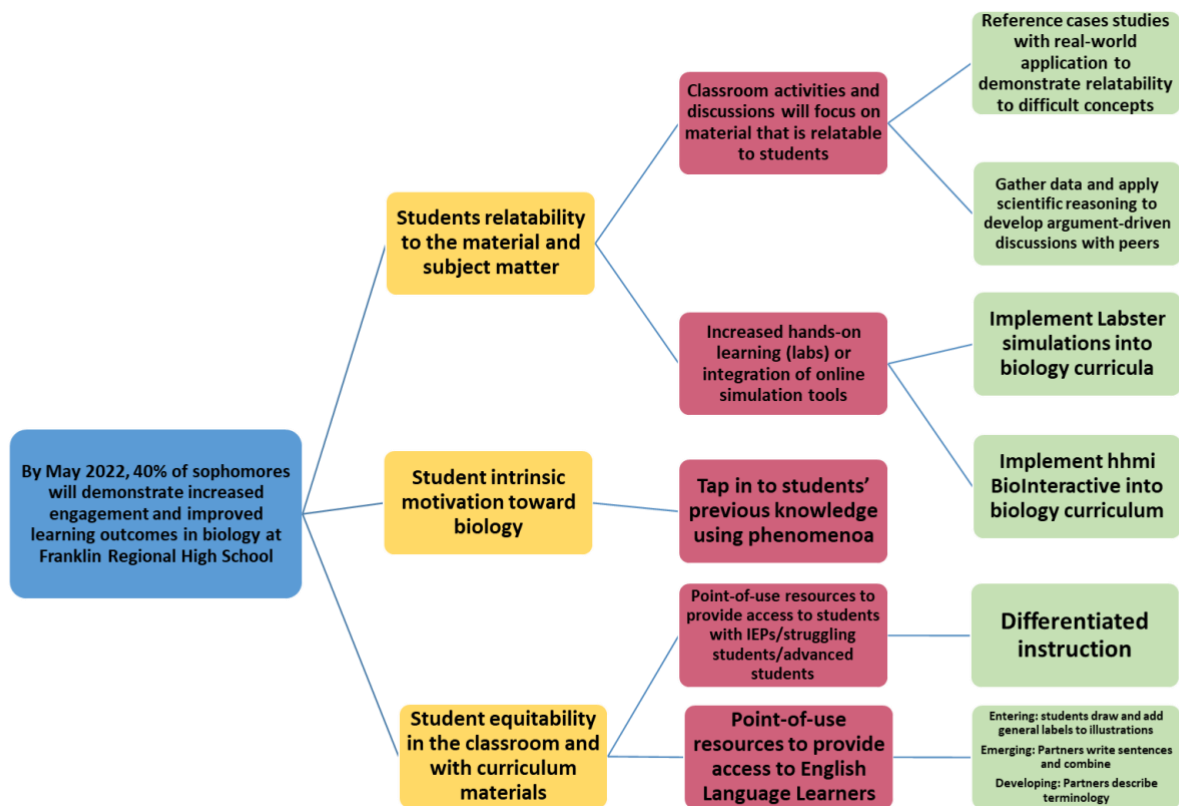 By May 2022, 40% of sophomores
will demonstrate increased
engagement and improved
learning outcomes in biology at
Franklin Regional High School
Students relatability
to the material and
subject matter
Student intrinsic
motivation toward
biology
Student equitability
in the classroom and
with curriculum
materials
Classroom activities and
discussions will focus on
material that is relatable
to students
Increased hands-on
learning (labs) or
integration of online
simulation tools
Tap in to students'
previous knowledge
using phenomenoa
Point-of-use resources to
provide access to students
with IEPs/struggling
students/advanced
students
Point-of-use
resources to provide
access to English
Language Learners
Reference cases studies
with real-world
application to
demonstrate relatability
to difficult concepts
Gather data and apply
scientific reasoning to
develop argument-driven
discussions with peers
Implement Labster
simulations into
biology curricula
Implement hhmi
BioInteractive into
biology curriculum
Differentiated
instruction
Entering: students draw and add
general labels to illustrations
Emerging: Partners write sentences
and combine
Developing: Partners describe
terminology